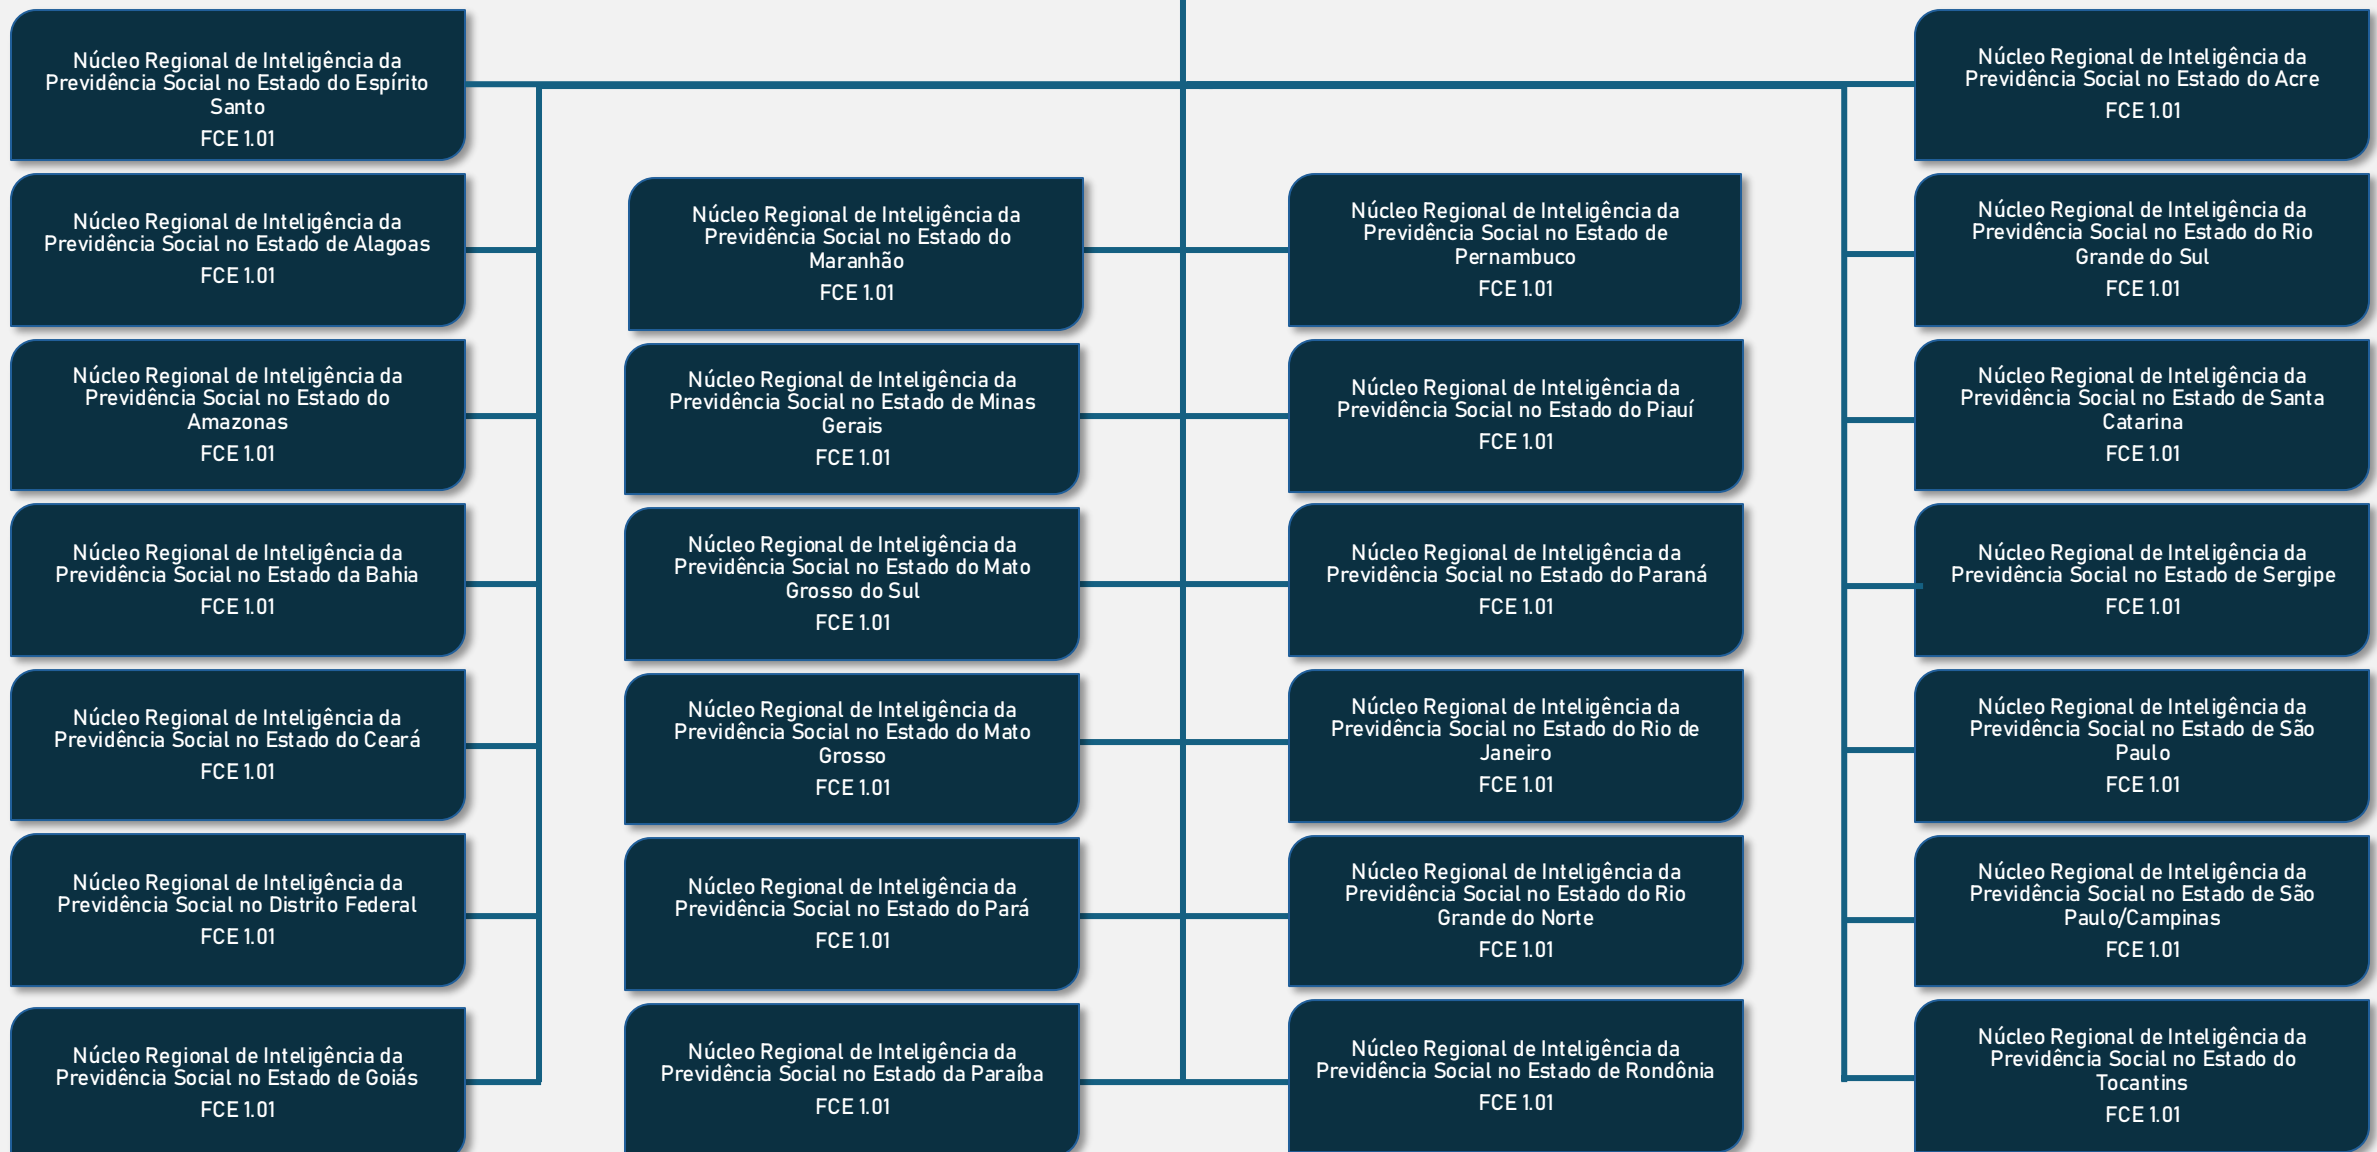 Núcleo Regional de Inteligência da
Previdência Social no Estado do Espírito
Santo
FCE 1.01
Núcleo Regional de Inteligência da
Previdência Social no Estado de Alagoas
FCE 1.01
Núcleo Regional de Inteligência da
Previdência Social no Estado do
Amazonas
FCE 1.01
Núcleo Regional de Inteligência da
Previdência Social no Estado da Bahia
FCE 1.01
Núcleo Regional de Inteligência da
Previdência Social no Estado do Ceará
FCE 1.01
Núcleo Regional de Inteligência da
Previdência Social no Distrito Federal
FCE 1.01
Núcleo Regional de Inteligência da
Previdência Social no Estado de Goiás
FCE 1.01
Núcleo Regional de Inteligência da
Previdência Social no Estado do
Maranhão
FCE 1.01
Núcleo Regional de Inteligência da
Previdência Social no Estado de Minas
Gerais
FCE 1.01
Núcleo Regional de Inteligência da
Previdência Social no Estado do Mato
Grosso do Sul
FCE 1.01
Núcleo Regional de Inteligência da
Previdência Social no Estado do Mato
Grosso
FCE 1.01
Núcleo Regional de Inteligência da
Previdência Social no Estado do Pará
FCE 1.01
Núcleo Regional de Inteligência da
Previdência Social no Estado da Paraíba
FCE 1.01
Núcleo Regional de Inteligência da
Previdência Social no Estado de
Pernambuco
FCE 1.01
Núcleo Regional de Inteligência da
Previdência Social no Estado do Piauí
FCE 1.01
Núcleo Regional de Inteligência da
Previdência Social no Estado do Paraná
FCE 1.01
Núcleo Regional de Inteligência da
Previdência Social no Estado do Rio de
Janeiro
FCE 1.01
Núcleo Regional de Inteligência da
Previdência Social no Estado do Rio
Grande do Norte
FCE 1.01
Núcleo Regional de Inteligência da
Previdência Social no Estado de Rondônia
FCE 1.01
Núcleo Regional de Inteligência da
Previdência Social no Estado do Acre
FCE 1.01
Núcleo Regional de Inteligência da
Previdência Social no Estado do Rio
Grande do Sul
FCE 1.01
Núcleo Regional de Inteligência da
Previdência Social no Estado de Santa
Catarina
FCE 1.01
Núcleo Regional de Inteligência da
Previdência Social no Estado de Sergipe
FCE 1.01
Núcleo Regional de Inteligência da
Previdência Social no Estado de São
Paulo
FCE 1.01
Núcleo Regional de Inteligência da
Previdência Social no Estado de São
Paulo/Campinas
FCE 1.01
Núcleo Regional de Inteligência da
Previdência Social no Estado do
Tocantins
FCE 1.01